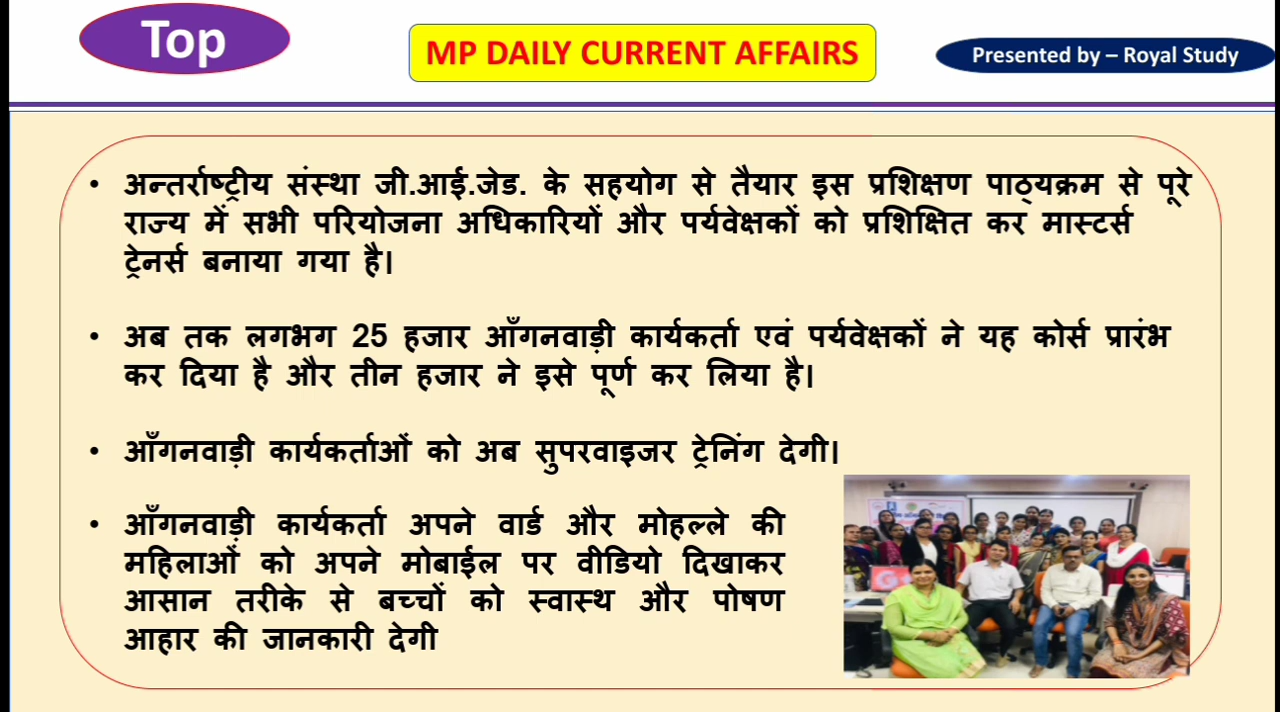 Top
MP DAILY CURRENT AFFAIRS
Presented by – Royal Study
• अन्तर्राष्ट्रीय संस्था जी.आई.जेड. के सहयोग से तैयार इस प्रशिक्षण पाठ्यक्रम से पूरे
राज्य में सभी परियोजना अधिकारियों और पर्यवेक्षकों को प्रशिक्षित कर मास्टर्स
ट्रेनर्स बनाया गया है।
• अब तक लगभग 25 हजार आँगनवाड़ी कार्यकर्ता एवं पर्यवेक्षकों ने यह कोर्स प्रारंभ
कर दिया है और तीन हजार ने इसे पूर्ण कर लिया है।
• आँगनवाड़ी कार्यकर्ताओं को अब सुपरवाइजर ट्रेनिंग देगी।
• आँगनवाड़ी कार्यकर्ता अपने वार्ड और मोहल्ले की
महिलाओं को अपने मोबाईल पर वीडियो दिखाकर
आसान तरीके से बच्चों को स्वास्थ और पोषण
आहार की जानकारी देगी